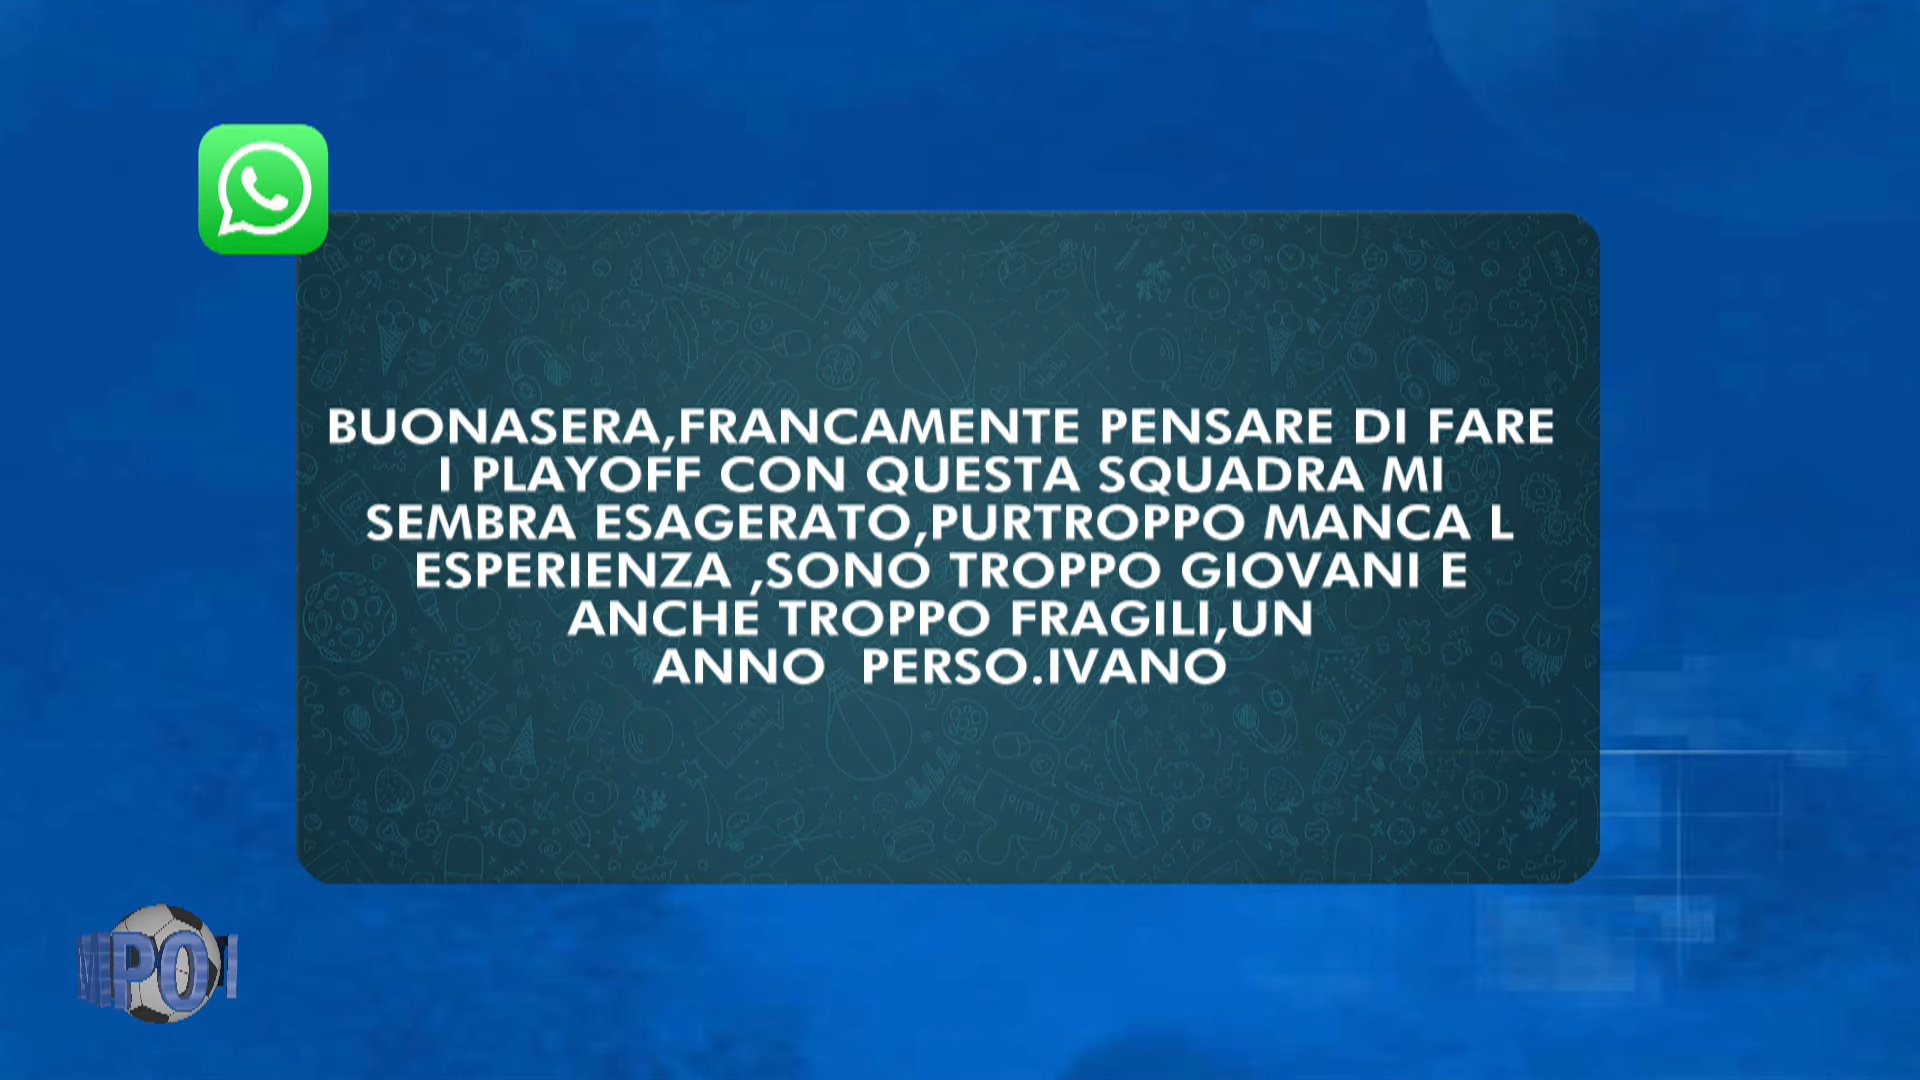 BUONASERA,FRANCAMENTE PENSARE DI FARE
I PLAYOFF CON QUESTA SQUADRA MI
SEMBRA ESAGERATO,PURTROPPO MANCA L
ESPERIENZA ,SONO TROPPO GIOVANI E
ANCHE TROPPO FRAGILI,UN
ANNO  PERSO.IVANO